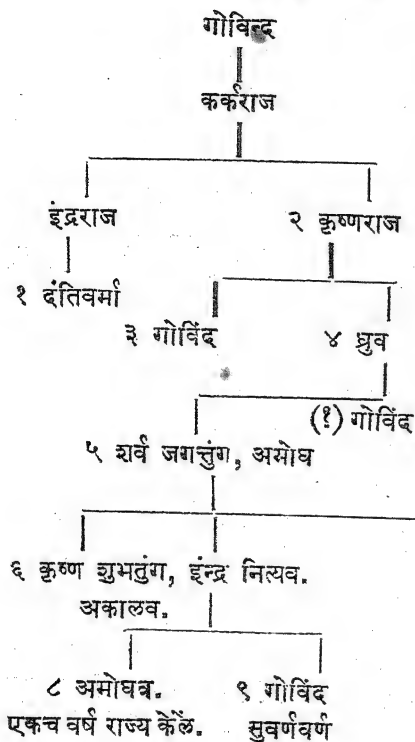 गोविन्द
कर्कराज
इंद्रराज
२ कृष्णराज
१ दंतिवर्मा
३ गोविंद
४ ध्रुव
(१) गोविंद
५ शर्व जगत्तुंग, अमोघ
६ कृष्ण शुभतुंग, इंन्द्र नित्यव.
अकालव.
८ अमोघव. ९ गोविंद
एकच वर्ष राज्य केलें. सुवर्णवर्ण